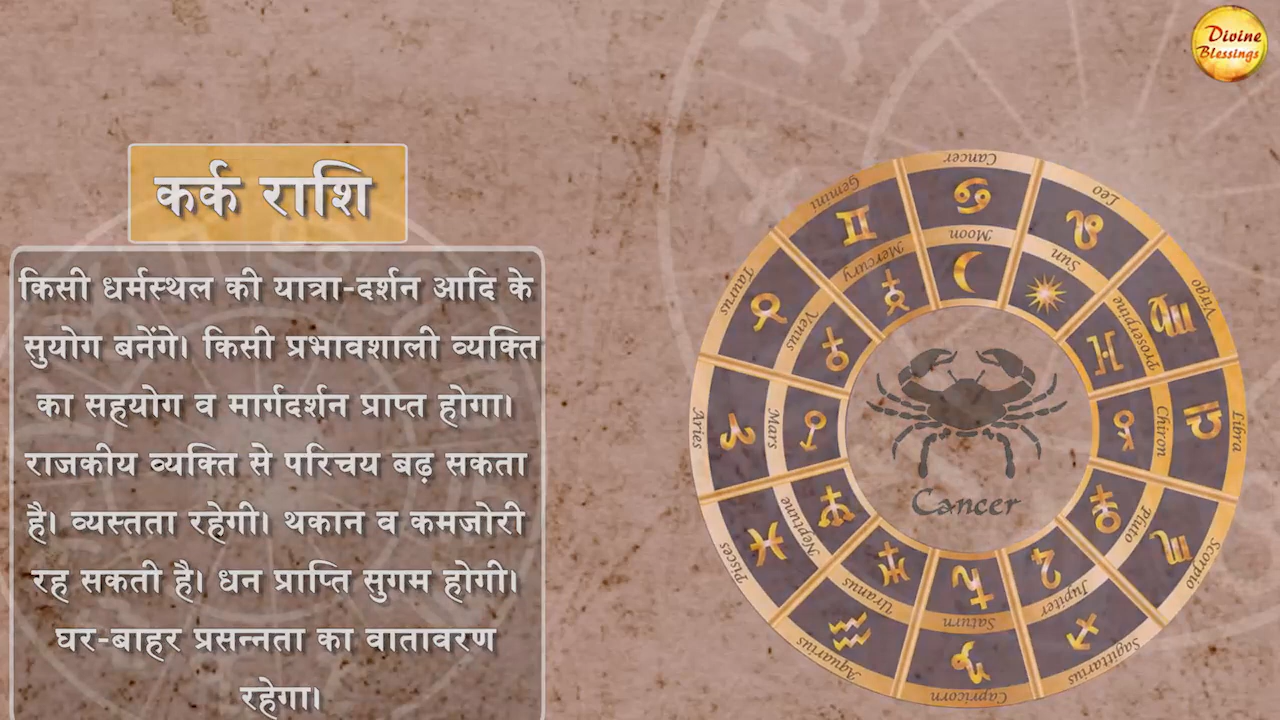 Divine
Blessings
कर्क राशि
किसी धर्मस्थल की यात्रा-दर्शन आदि के
सुयोग बनेंगे। किसी प्रभावशाली व्यक्ति
का सहयोग व मार्गदर्शन प्राप्त होगा।
राजकीय व्यक्ति से परिचय बढ़ सकता
है। व्यस्तता रहेगी। थकान व कमजोरी
रह सकती है। धन प्राप्ति सुगम होगी।
घर-बाहर प्रसन्नता का वातावरण
रहेगा।
Cancer
Leo
Virgo
Libra
Scorpio
Sagittarius
Capricorn
Aquarius
Pisces
Aries
Taurus
Gemini
Moon
Sun
Proserpine
Chiron
Pluto
Jupiter
Saturn
Uranus
Neptune
Mars
Venus
Mercury
Cancer